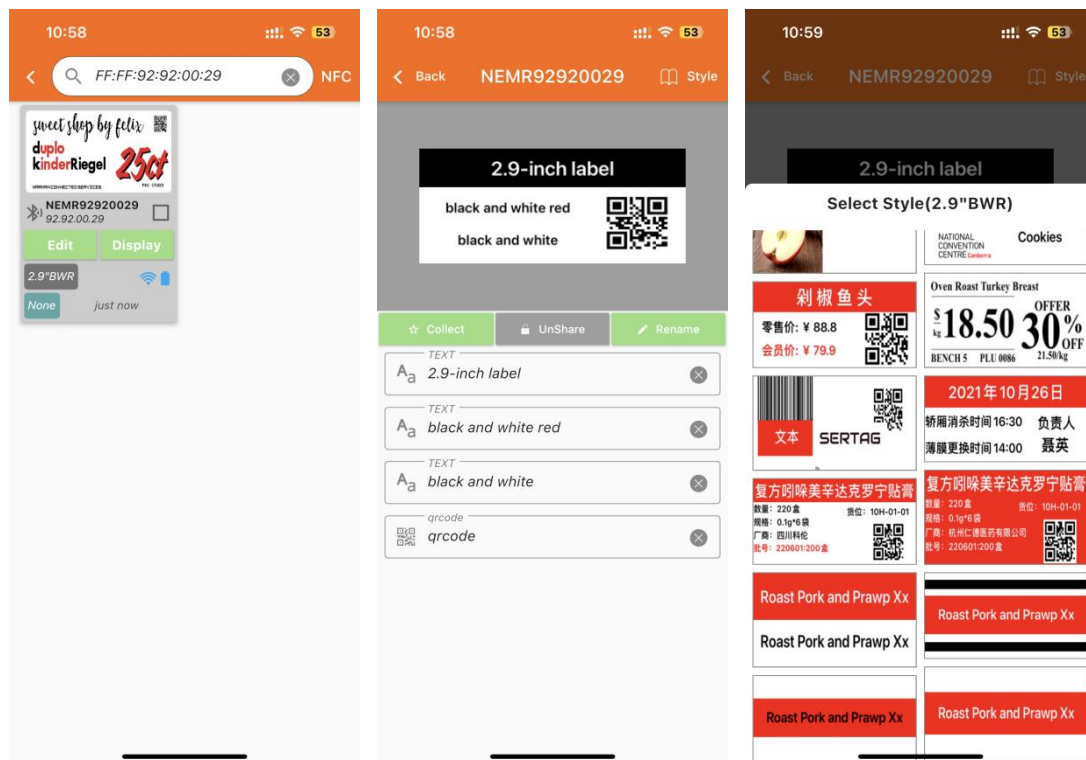 10:58
53
FF:FF:92:92:00:29
NFC
sweet shop by felix
duplo
kinderRiegel
25ct
NEMR92920029
92.92.00.29
Edit
Display
2.9"BWR
None
just now
10:58
53
Back
NEMR92920029
Style
2.9-inch label
black and white red
black and white
Collect
UnShare
Rename
TEXT
2.9-inch label
TEXT
black and white red
TEXT
black and white
qrcode
qrcode
10:59
53
Back
NEMR92920029
Style
2.9-inch label
Select Style(2.9"BWR)
NATIONAL
CONVENTION
CENTRE Canberra
Cookies
剁椒鱼头
零售价: ¥ 88.8
会员价: ¥ 79.9
Oven Roast Turkey Breast
$
kg
18.50
OFFER
30%
OFF
BENCH 5 PLU 0086 21.50/kg
文本
SERTAG
2021年10月26日
轿厢消杀时间 16:30 负责人
薄膜更换时间 14:00 聂英
复方吲哚美辛达克罗宁贴膏
数量: 220盒 货位: 10H-01-01
规格: 0.1g*6袋
厂商: 四川科伦
批号: 220601:200盒
复方吲哚美辛达克罗宁贴膏
数量: 220盒 货位: 10H-01-01
规格: 0.1g*6袋
厂商: 杭州仁德医药有限公司
批号: 220601:200盒
Roast Pork and Prawp Xx
Roast Pork and Prawp Xx
Roast Pork and Prawp Xx
Roast Pork and Prawp Xx
Roast Pork and Prawp Xx